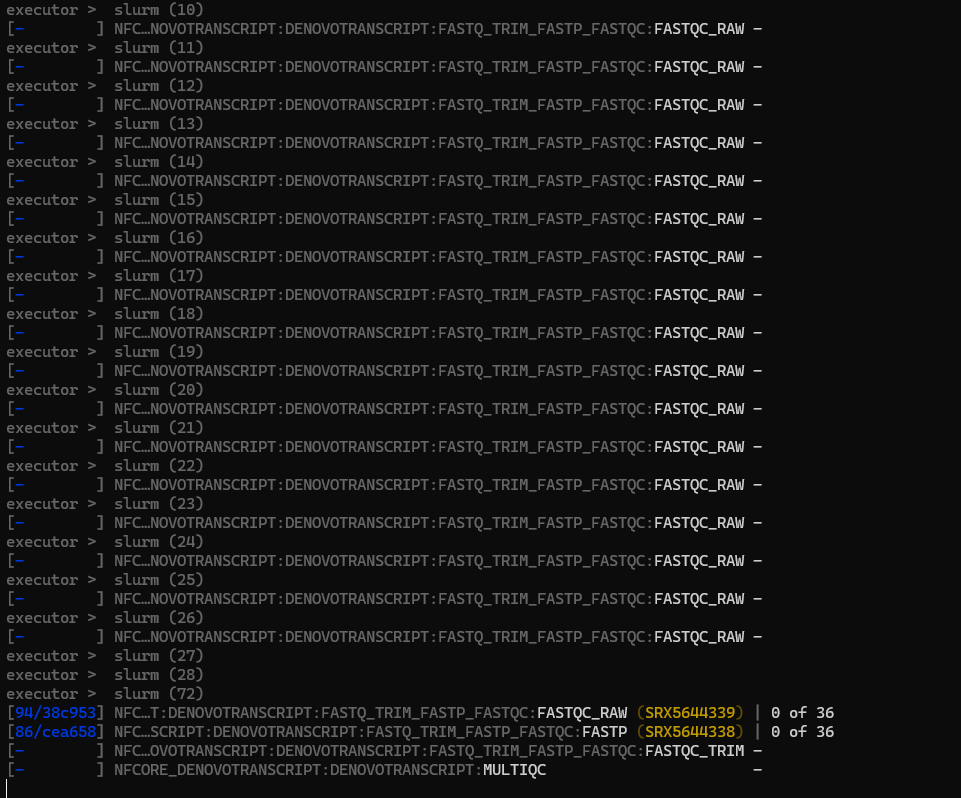 executor >  slurm (10)
[-        ] NFC…NOVOTRANSCRIPT:DENOVOTRANSCRIPT:FASTQ_TRIM_FASTP_FASTQC:FASTQC_RAW -
executor >  slurm (11)
[-        ] NFC…NOVOTRANSCRIPT:DENOVOTRANSCRIPT:FASTQ_TRIM_FASTP_FASTQC:FASTQC_RAW -
executor >  slurm (12)
[-        ] NFC…NOVOTRANSCRIPT:DENOVOTRANSCRIPT:FASTQ_TRIM_FASTP_FASTQC:FASTQC_RAW -
executor >  slurm (13)
[-        ] NFC…NOVOTRANSCRIPT:DENOVOTRANSCRIPT:FASTQ_TRIM_FASTP_FASTQC:FASTQC_RAW -
executor >  slurm (14)
[-        ] NFC…NOVOTRANSCRIPT:DENOVOTRANSCRIPT:FASTQ_TRIM_FASTP_FASTQC:FASTQC_RAW -
executor >  slurm (15)
[-        ] NFC…NOVOTRANSCRIPT:DENOVOTRANSCRIPT:FASTQ_TRIM_FASTP_FASTQC:FASTQC_RAW -
executor >  slurm (16)
[-        ] NFC…NOVOTRANSCRIPT:DENOVOTRANSCRIPT:FASTQ_TRIM_FASTP_FASTQC:FASTQC_RAW -
executor >  slurm (17)
[-        ] NFC…NOVOTRANSCRIPT:DENOVOTRANSCRIPT:FASTQ_TRIM_FASTP_FASTQC:FASTQC_RAW -
executor >  slurm (18)
[-        ] NFC…NOVOTRANSCRIPT:DENOVOTRANSCRIPT:FASTQ_TRIM_FASTP_FASTQC:FASTQC_RAW -
executor >  slurm (19)
[-        ] NFC…NOVOTRANSCRIPT:DENOVOTRANSCRIPT:FASTQ_TRIM_FASTP_FASTQC:FASTQC_RAW -
executor >  slurm (20)
[-        ] NFC…NOVOTRANSCRIPT:DENOVOTRANSCRIPT:FASTQ_TRIM_FASTP_FASTQC:FASTQC_RAW -
executor >  slurm (21)
[-        ] NFC…NOVOTRANSCRIPT:DENOVOTRANSCRIPT:FASTQ_TRIM_FASTP_FASTQC:FASTQC_RAW -
executor >  slurm (22)
[-        ] NFC…NOVOTRANSCRIPT:DENOVOTRANSCRIPT:FASTQ_TRIM_FASTP_FASTQC:FASTQC_RAW -
executor >  slurm (23)
[-        ] NFC…NOVOTRANSCRIPT:DENOVOTRANSCRIPT:FASTQ_TRIM_FASTP_FASTQC:FASTQC_RAW -
executor >  slurm (24)
[-        ] NFC…NOVOTRANSCRIPT:DENOVOTRANSCRIPT:FASTQ_TRIM_FASTP_FASTQC:FASTQC_RAW -
executor >  slurm (25)
[-        ] NFC…NOVOTRANSCRIPT:DENOVOTRANSCRIPT:FASTQ_TRIM_FASTP_FASTQC:FASTQC_RAW -
executor >  slurm (26)
[-        ] NFC…NOVOTRANSCRIPT:DENOVOTRANSCRIPT:FASTQ_TRIM_FASTP_FASTQC:FASTQC_RAW -
executor >  slurm (27)
executor >  slurm (28)
executor >  slurm (72)
[94/38c953] NFC…T:DENOVOTRANSCRIPT:FASTQ_TRIM_FASTP_FASTQC:FASTQC_RAW (SRX5644339) | 0 of 36
[86/cea658] NFC…SCRIPT:DENOVOTRANSCRIPT:FASTQ_TRIM_FASTP_FASTQC:FASTP (SRX5644338) | 0 of 36
[-        ] NFC…OVOTRANSCRIPT:DENOVOTRANSCRIPT:FASTQ_TRIM_FASTP_FASTQC:FASTQC_TRIM -
[-        ] NFCORE_DENOVOTRANSCRIPT:DENOVOTRANSCRIPT:MULTIQC                       -